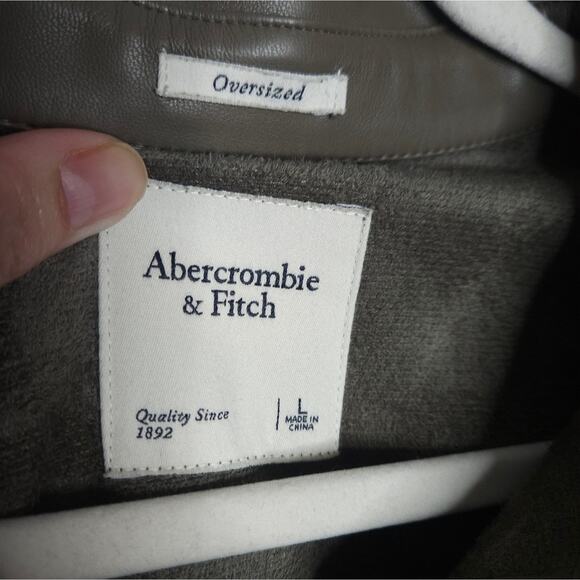 Oversized
Abercrombie
& Fitch
Quality Since
1892
L
MADE IN
CHINA